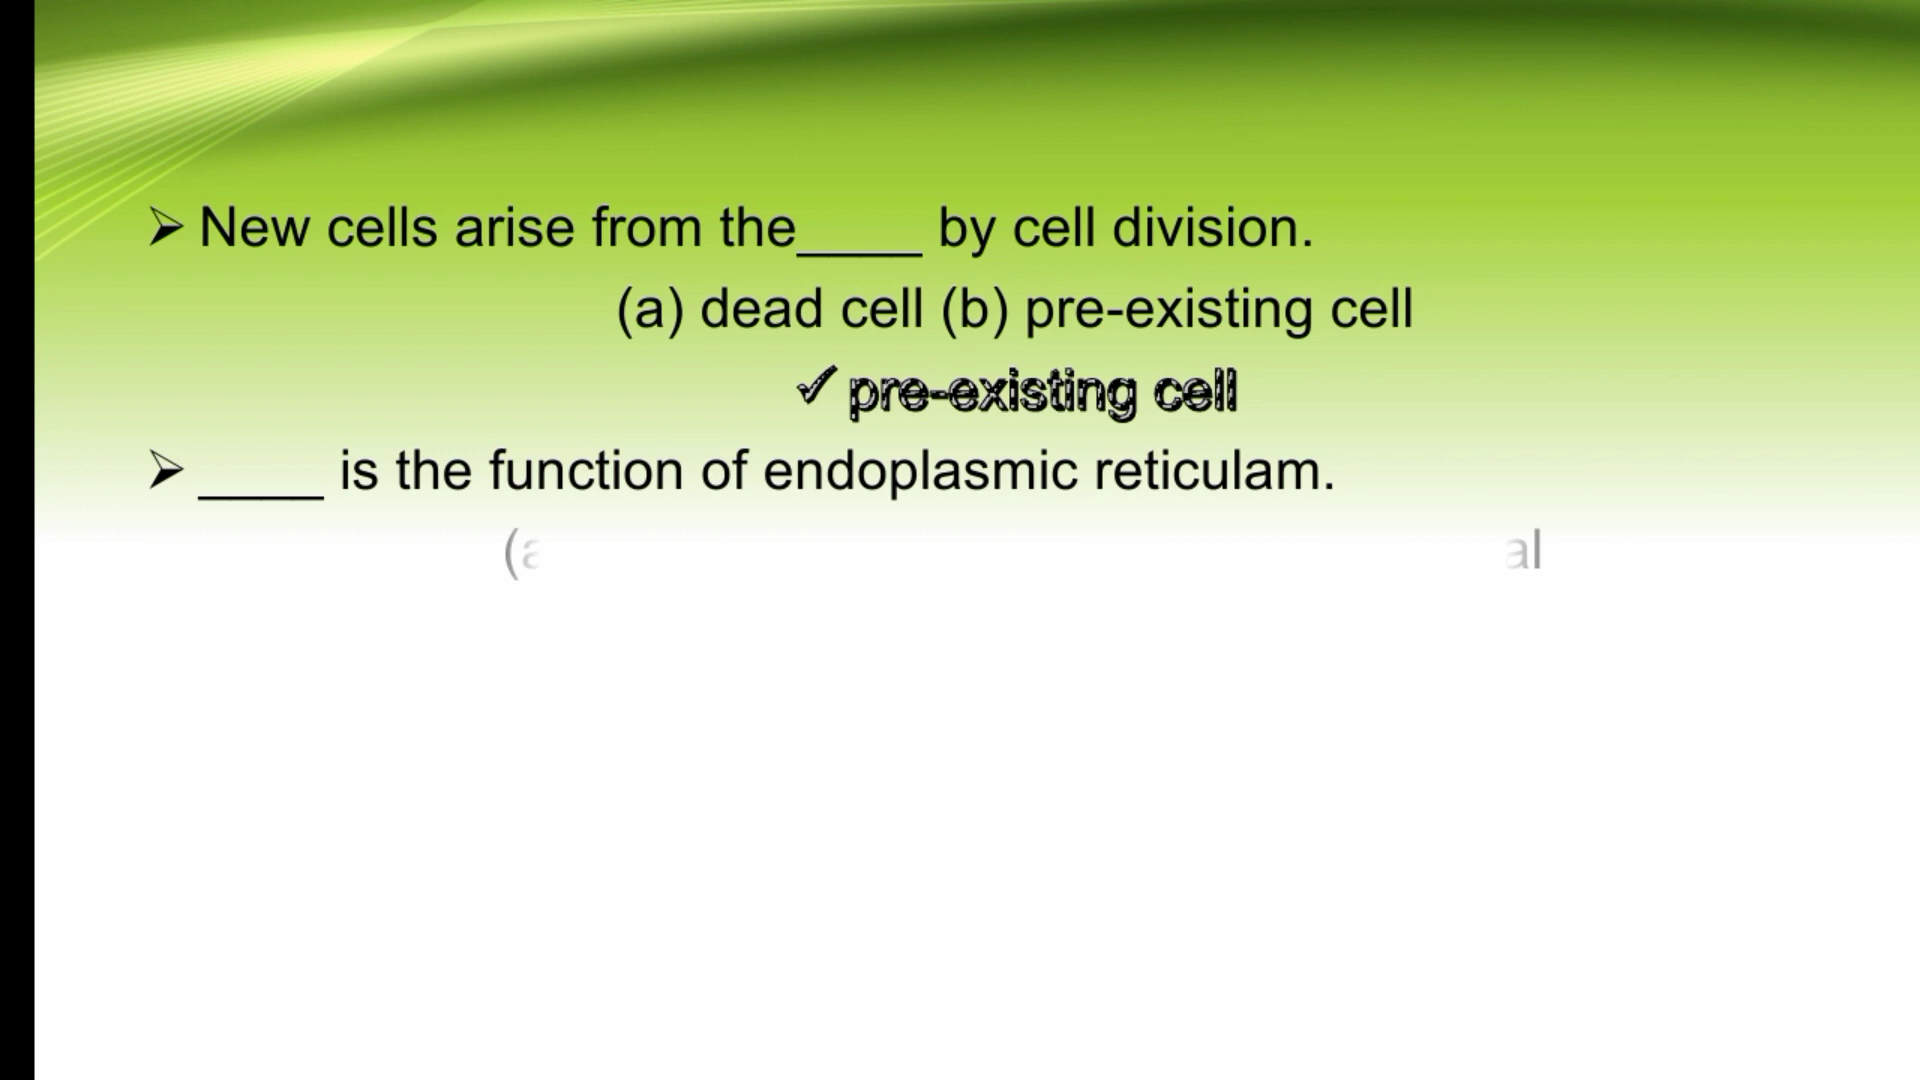 New cells arise from the____ by cell division.
(a) dead cell (b) pre-existing cell
✓ pre-existing cell
____ is the function of endoplasmic reticulam.